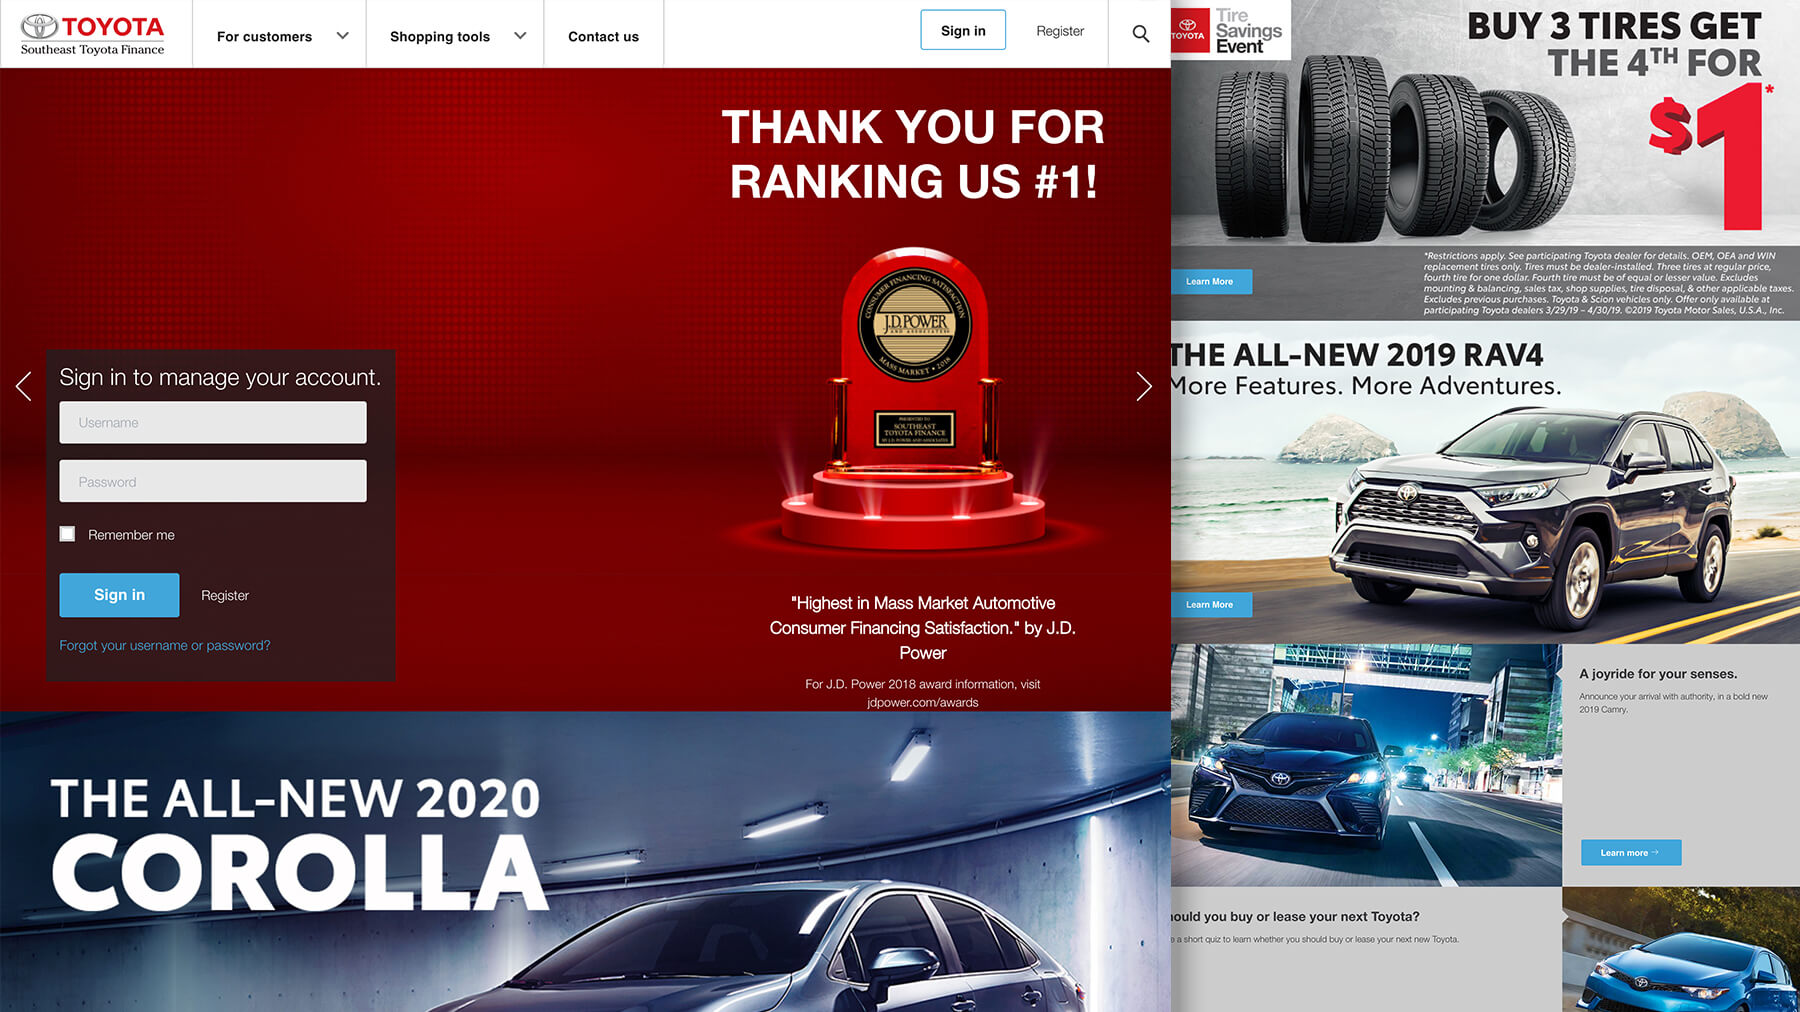 TOYOTA
Southeast Toyota Finance
For customers
Shopping tools
Contact us
Sign in
Register
THANK YOU FOR
RANKING US #1!
CONSUMER FINANCING SATISFACTION
J.D.POWER
AND ASSOCIATES
MASS MARKET • 2018
PRESENTED TO
SOUTHEAST
TOYOTA FINANCE
BY J.D. POWER AND ASSOCIATES
Sign in to manage your account.
Username
Password
Remember me
Sign in
Register
Forgot your username or password?
"Highest in Mass Market Automotive
Consumer Financing Satisfaction." by J.D.
Power
For J.D. Power 2018 award information, visit
jdpower.com/awards
THE ALL-NEW 2020
COROLLA
TOYOTA
Tire
Savings
Event
BUY 3 TIRES GET
THE 4TH FOR
$1*
*Restrictions apply. See participating Toyota dealer for details. OEM, OEA and WIN
replacement tires only. Tires must be dealer-installed. Three tires at regular price,
fourth tire for one dollar. Fourth tire must be of equal or lesser value. Excludes
mounting & balancing, sales tax, shop supplies, tire disposal, & other applicable taxes.
Excludes previous purchases. Toyota & Scion vehicles only. Offer only available at
participating Toyota dealers 3/29/19 – 4/30/19. ©2019 Toyota Motor Sales, U.S.A., Inc.
Learn More
THE ALL-NEW 2019 RAV4
More Features. More Adventures.
Learn More
A joyride for your senses.
Announce your arrival with authority, in a bold new
2019 Camry.
Learn more →
ould you buy or lease your next Toyota?
e a short quiz to learn whether you should buy or lease your next new Toyota.